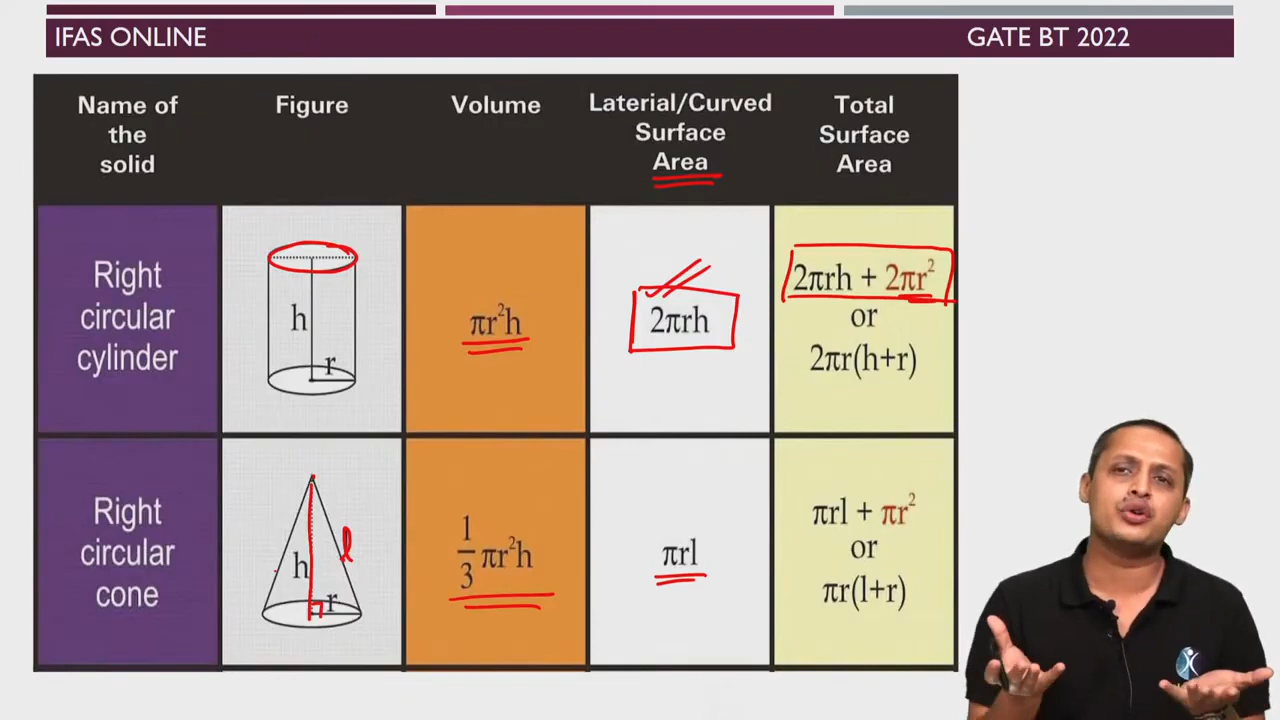 IFAS ONLINE
GATE BT 2022
Name of
the
solid
Figure
Volume
Laterial/Curved
Surface
Area
Total
Surface
Area
Right
circular
cylinder
h
r
πr²h
2πrh
2πrh + 2πr²
or
2πr(h+r)
Right
circular
cone
h
l
r
1/3 πr²h
πrl
πrl + πr²
or
πr(l+r)